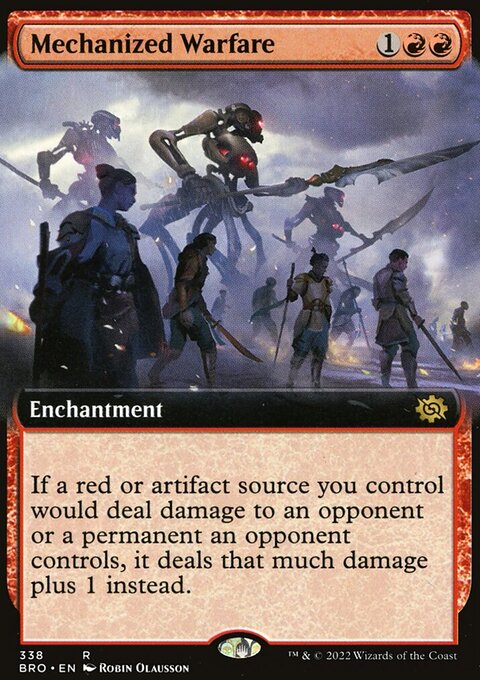 Mechanized Warfare 1
Enchantment
If a red or artifact source you control
would deal damage to an opponent
or a permanent an opponent
controls, it deals that much damage
plus 1 instead.
338 R
BRO • EN Robin Olausson
™ & © 2022 Wizards of the Coast